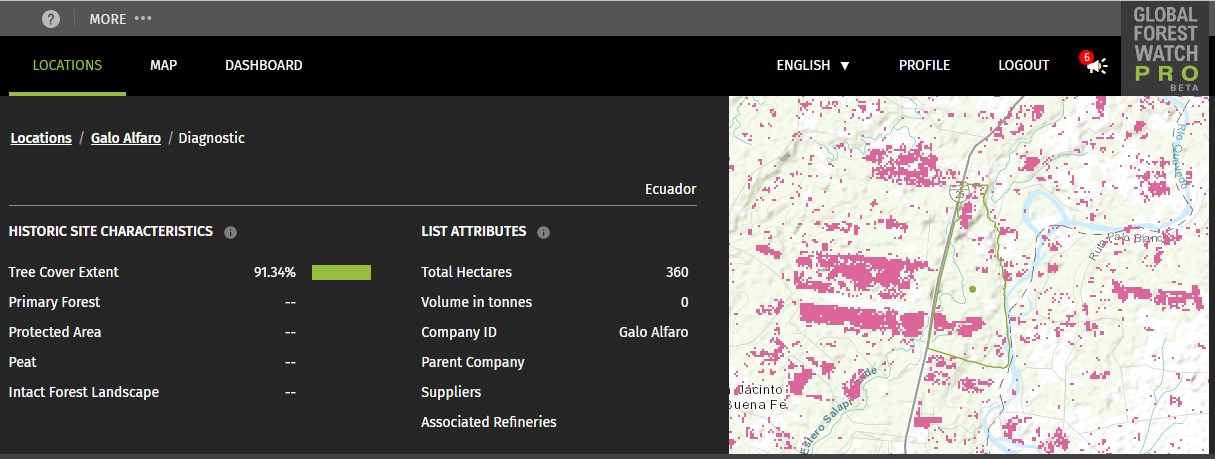 ? MORE •••
GLOBAL
FOREST
WATCH
PRO
BETA
LOCATIONS MAP DASHBOARD ENGLISH ▼ PROFILE LOGOUT 6
Locations / Galo Alfaro / Diagnostic
Ecuador
HISTORIC SITE CHARACTERISTICS i
Tree Cover Extent 91.34%
Primary Forest --
Protected Area --
Peat --
Intact Forest Landscape --
LIST ATTRIBUTES i
Total Hectares 360
Volume in tonnes 0
Company ID Galo Alfaro
Parent Company
Suppliers
Associated Refineries
Río Quevedo
Ruta Palo Blanco
Jacinto
Buena Fe
Estero Salapi